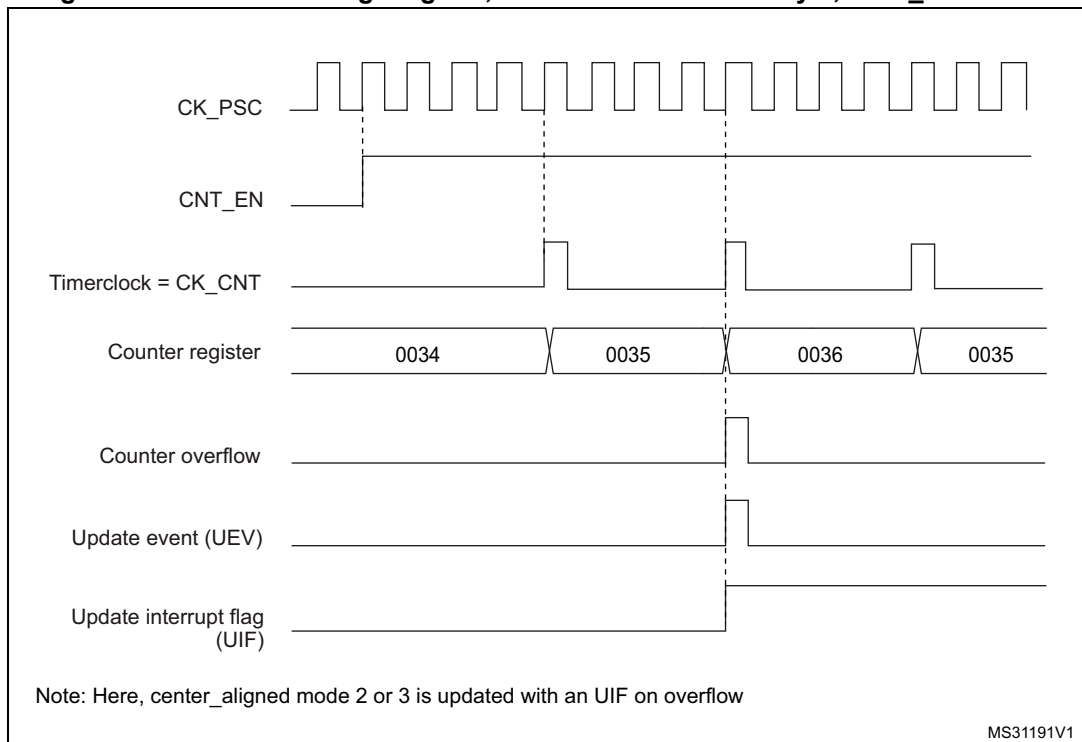 CK_PSC
CNT_EN
Timerclock = CK_CNT
Counter register
0034
0035
0036
0035
Counter overflow
Update event (UEV)
Update interrupt flag
(UIF)
Note: Here, center_aligned mode 2 or 3 is updated with an UIF on overflow
MS31191V1